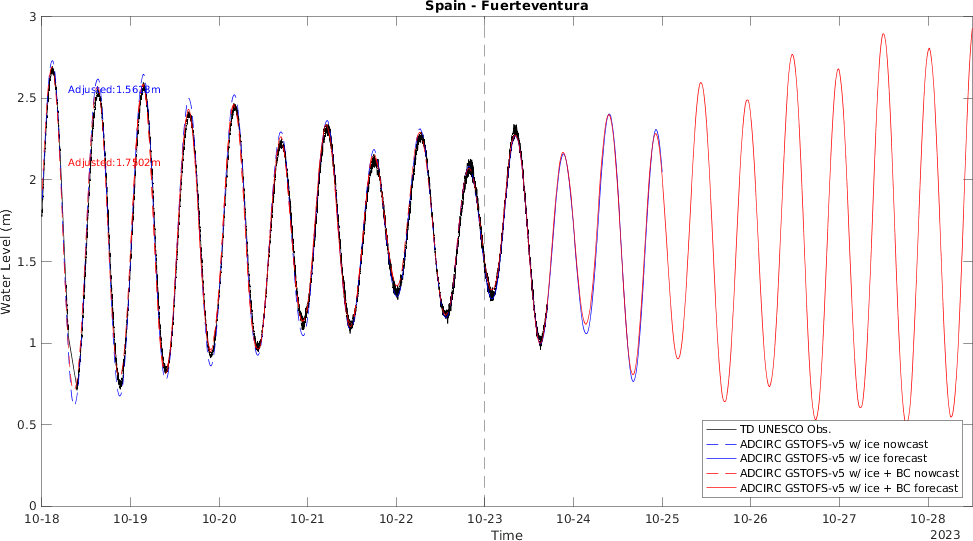 Spain - Fuerteventura
3
2.5
2
1.5
1
0.5
0
Water Level (m)
Adjusted:1.5623m
Adjusted:1.7502m
TD UNESCO Obs.
ADCIRC GSTOFS-v5 w/ ice nowcast
ADCIRC GSTOFS-v5 w/ ice forecast
ADCIRC GSTOFS-v5 w/ ice + BC nowcast
ADCIRC GSTOFS-v5 w/ ice + BC forecast
10-18 10-19 10-20 10-21 10-22 10-23 10-24 10-25 10-26 10-27 10-28
2023
Time